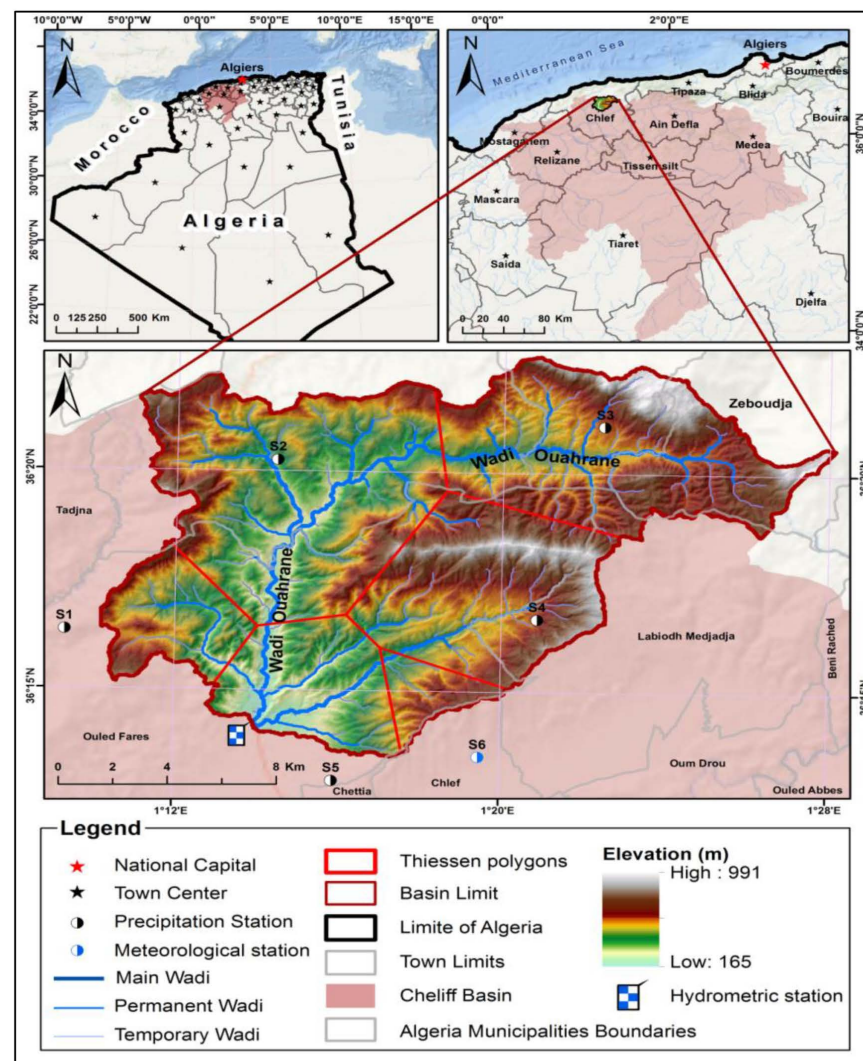 10°0'0"W 5°0'0"W 0°0'0" 5°0'0"E 10°0'0"E 15°0'0"E
0°0'0" 2°0'0"E
N
Algiers
Morocco
Tunisia
Algeria
34°0'0"N
30°0'0"N
26°0'0"N
22°0'0"N
0 125 250 500 Km
N
Mediterranean Sea
Algiers
Boumerdes
Tipaza
Blida
Chlef
Ain Defla
Bouira
Mostaganem
Medea
Relizane
Tissen silt
Mascara
Tiaret
Saida
Djelfa
36°0'0"N
34°0'0"N
0 20 40 80 Km
N
Zeboudja
S3
S2
Wadi Ouahrane
36°20'N
36°20'N
Tadjna
Wadi Ouahrane
S1
S4
Labiodh Medjadja
Beni Rached
36°15'N
36°15'N
Ouled Fares
S6
S5
Oum Drou
0 2 4 8 Km
Chettia
Chlef
Ouled Abbes
1°12'E 1°20'E 1°28'E
Legend
National Capital
Town Center
Precipitation Station
Meteorological station
Main Wadi
Permanent Wadi
Temporary Wadi
Thiessen polygons
Basin Limit
Limite of Algeria
Town Limits
Cheliff Basin
Algeria Municipalities Boundaries
Elevation (m)
High : 991
Low: 165
Hydrometric station